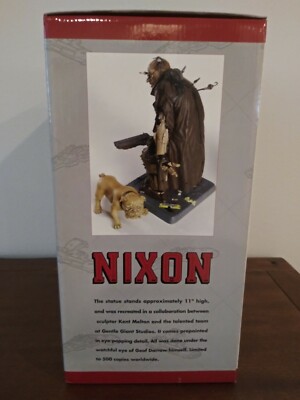 NIXON
The statue stands approximately 11" high,
and was recreated in a collaboration between
sculptor Kent Melton and the talented team
at Gentle Giant Studios. It comes prepainted
in eye-popping detail. All was done under the
watchful eye of Geof Darrow himself. Limited
to 500 copies worldwide.